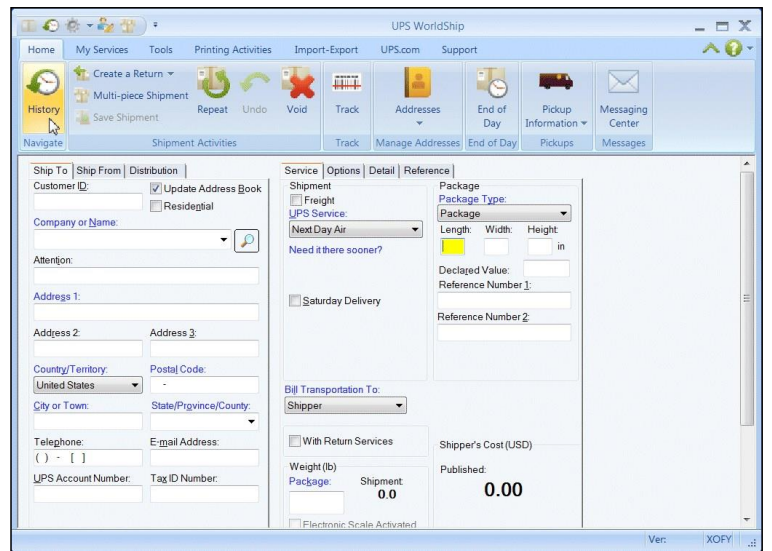 UPS WorldShip
Home My Services Tools Printing Activities Import-Export UPS.com Support
History
Create a Return
Multi-piece Shipment
Save Shipment
Repeat Undo Void Track Addresses End of Day Pickup Information Messaging Center
Navigate Shipment Activities Track Manage Addresses End of Day Pickups Messages
Ship To Ship From Distribution
Customer ID: Update Address Book
Residential
Company or Name:
Attention:
Address 1:
Address 2: Address 3:
Country/Territory: Postal Code:
United States -
City or Town: State/Province/County:
Telephone: E-mail Address:
( ) - [ ]
UPS Account Number: Tax ID Number:
Service Options Detail Reference
Shipment
Freight
UPS Service:
Next Day Air
Need it there sooner?
Saturday Delivery
Bill Transportation To:
Shipper
With Return Services
Weight (lb)
Package: Shipment:
0.0
Electronic Scale Activated
Package
Package Type:
Package
Length: Width: Height:
in
Declared Value:
Reference Number 1:
Reference Number 2:
Shipper's Cost (USD)
Published:
0.00
Ver: XOFY